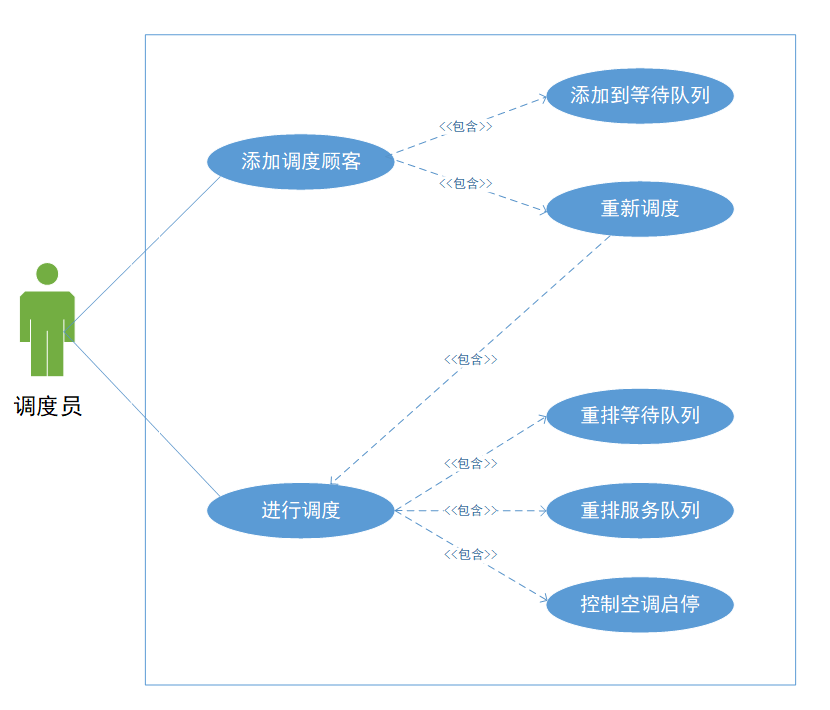 添加到等待队列
<<包含>>
添加调度顾客
<<包含>>
重新调度
<<包含>>
调度员
重排等待队列
<<包含>>
进行调度
<<包含>>
重排服务队列
<<包含>>
控制空调启停